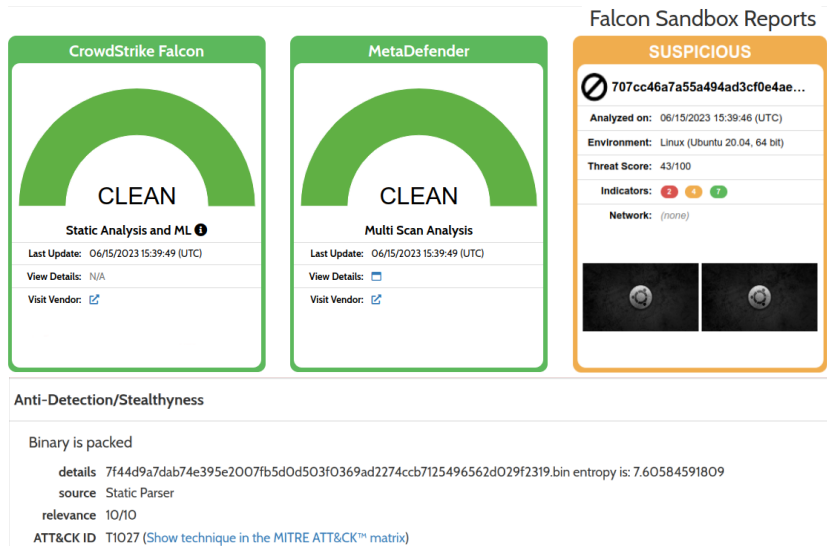 Falcon Sandbox Reports
CrowdStrike Falcon
CLEAN
Static Analysis and ML
Last Update: 06/15/2023 15:39:49 (UTC)
View Details: N/A
Visit Vendor:
MetaDefender
CLEAN
Multi Scan Analysis
Last Update: 06/15/2023 15:39:49 (UTC)
View Details:
Visit Vendor:
SUSPICIOUS
707cc46a7a55a494ad3cf0e4ae...
Analyzed on: 06/15/2023 15:39:46 (UTC)
Environment: Linux (Ubuntu 20.04, 64 bit)
Threat Score: 43/100
Indicators: 2 4 7
Network: (none)
Anti-Detection/Stealthyness
Binary is packed
details 7f44d9a7dab74e395e2007fb5d0d503f0369ad2274ccb7125496562d029f2319.bin entropy is: 7.60584591809
source Static Parser
relevance 10/10
ATT&CK ID T1027 (Show technique in the MITRE ATT&CK™ matrix)